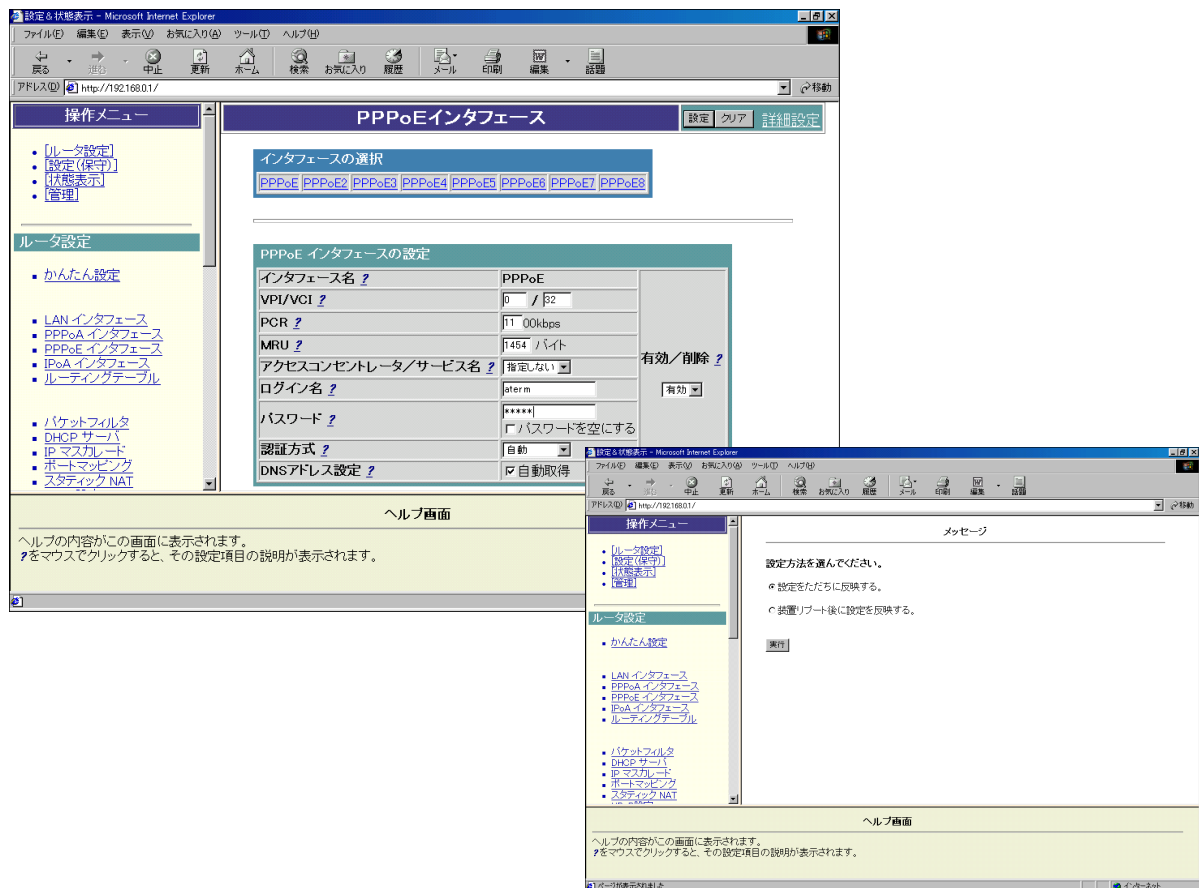 設定＆状態表示 - Microsoft Internet Explorer
ファイル(F) 編集(E) 表示(V) お気に入り(A) ツール(T) ヘルプ(H)
戻る 進む 中止 更新 ホーム 検索 お気に入り 履歴 メール 印刷 編集 話題
アドレス(D) http://192.168.0.1/ 移動
操作メニュー
[ルータ設定]
[設定(保守)]
[状態表示]
[管理]
ルータ設定
かんたん設定
LAN インタフェース
PPPoA インタフェース
PPPoE インタフェース
IPoA インタフェース
ルーティングテーブル
パケットフィルタ
DHCP サーバ
IP マスカレード
ポートマッピング
スタティック NAT
PPPoEインタフェース 設定 クリア 詳細設定
インタフェースの選択
PPPoE PPPoE2 PPPoE3 PPPoE4 PPPoE5 PPPoE6 PPPoE7 PPPoE8
PPPoE インタフェースの設定
インタフェース名 ? PPPoE
VPI/VCI ? 0 / 32
PCR ? 11 00kbps
MRU ? 1454 バイト
アクセスコンセントレータ／サービス名 ? 指定しない
ログイン名 ? aterm
パスワード ? *****
パスワードを空にする
認証方式 ? 自動
DNSアドレス設定 ? 自動取得
有効／削除 ?
有効
ヘルプ画面
ヘルプの内容がこの画面に表示されます。
?をマウスでクリックすると、その設定項目の説明が表示されます。
設定＆状態表示 - Microsoft Internet Explorer
ファイル(F) 編集(E) 表示(V) お気に入り(A) ツール(T) ヘルプ(H)
戻る 進む 中止 更新 ホーム 検索 お気に入り 履歴 メール 印刷 編集 話題
アドレス(D) http://192.168.0.1/ 移動
操作メニュー
[ルータ設定]
[設定(保守)]
[状態表示]
[管理]
ルータ設定
かんたん設定
LAN インタフェース
PPPoA インタフェース
PPPoE インタフェース
IPoA インタフェース
ルーティングテーブル
パケットフィルタ
DHCP サーバ
IP マスカレード
ポートマッピング
スタティック NAT
メッセージ
設定方法を選んでください。
設定をただちに反映する。
装置リブート後に設定を反映する。
実行
ヘルプ画面
ヘルプの内容がこの画面に表示されます。
?をマウスでクリックすると、その設定項目の説明が表示されます。
ページが表示されました インターネット